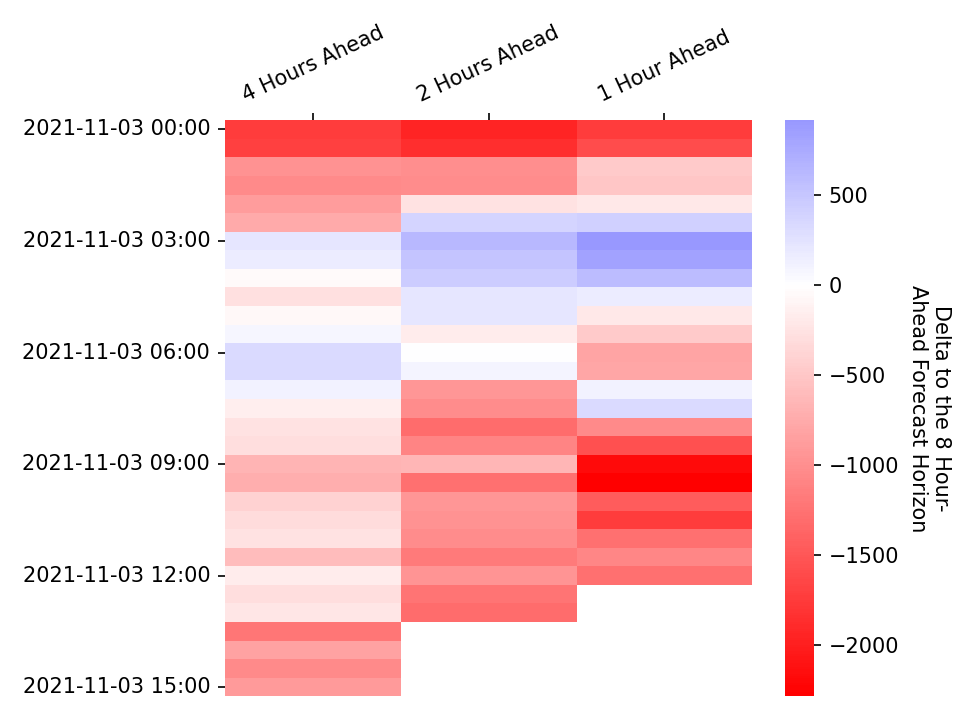 4 Hours Ahead
2 Hours Ahead
1 Hour Ahead
2021-11-03 00:00
2021-11-03 03:00
2021-11-03 06:00
2021-11-03 09:00
2021-11-03 12:00
2021-11-03 15:00
500
0
−500
−1000
−1500
−2000
Delta to the 8 Hour-
Ahead Forecast Horizon